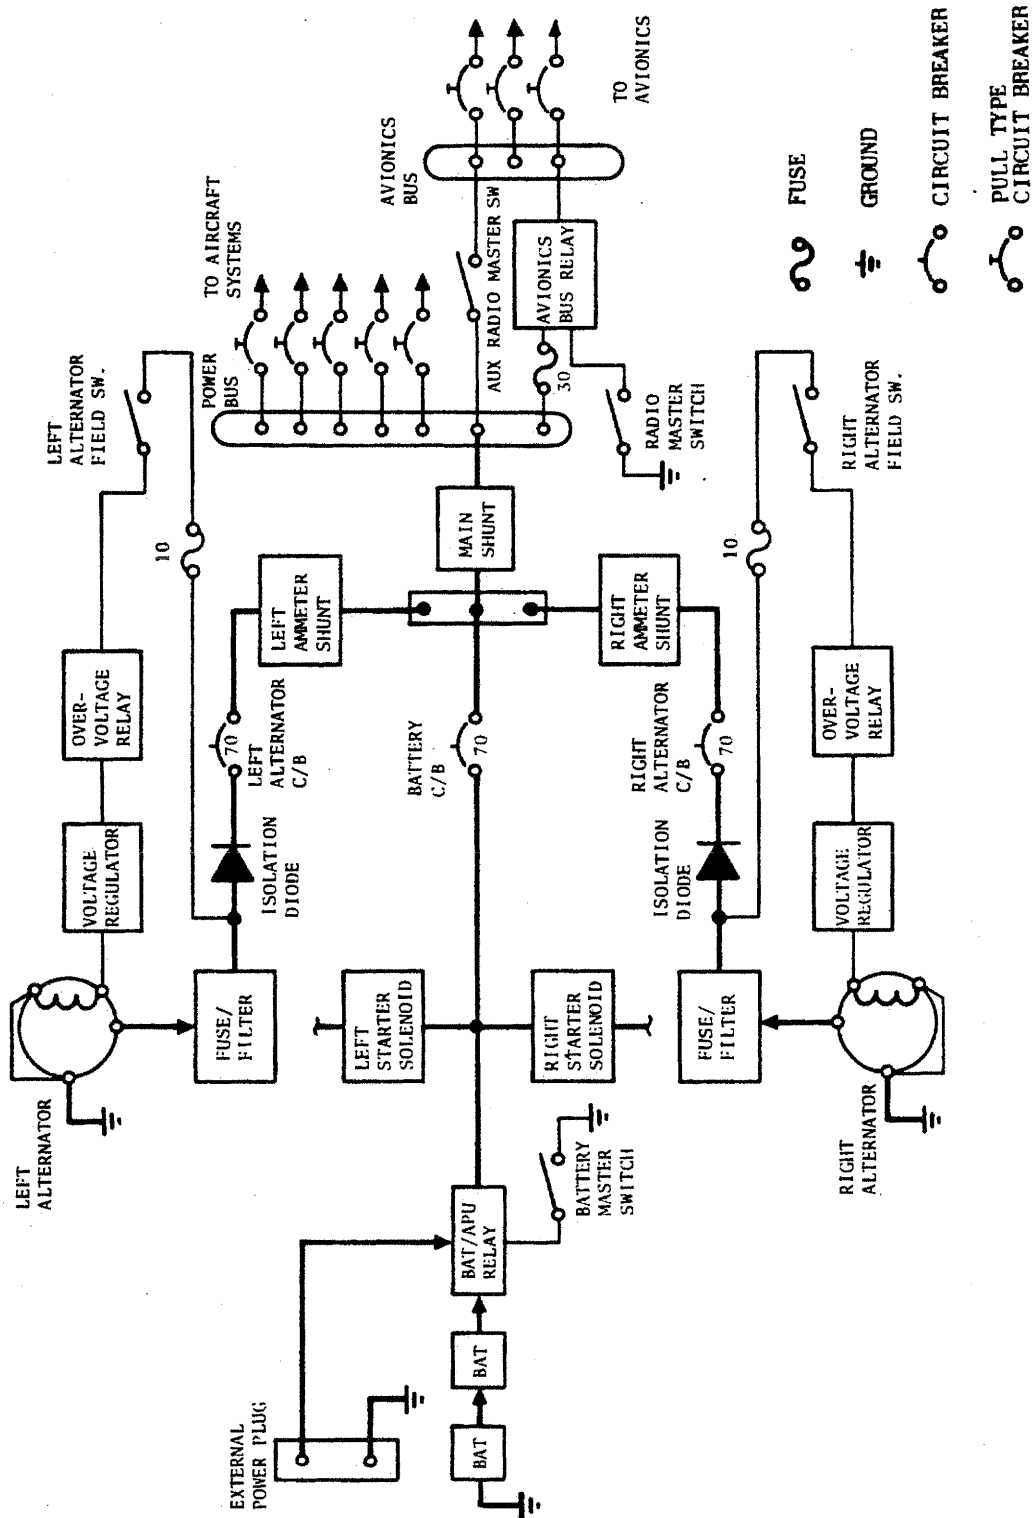 LEFT
ALTERNATOR
FIELD SW.
TO AIRCRAFT
SYSTEMS
AVIONICS
BUS
TO
AVIONICS
POWER
BUS
AUX RADIO MASTER SW
AVIONICS
BUS RELAY
30
RADIO
MASTER
SWITCH
RIGHT
ALTERNATOR
FIELD SW.
FUSE
GROUND
CIRCUIT BREAKER
PULL TYPE
CIRCUIT BREAKER
10
MAIN
SHUNT
10
OVER-
VOLTAGE
RELAY
LEFT
AMMETER
SHUNT
RIGHT
AMMETER
SHUNT
OVER-
VOLTAGE
RELAY
70
LEFT
ALTERNATOR
C/B
70
BATTERY
C/B
70
RIGHT
ALTERNATOR
C/B
VOLTAGE
REGULATOR
ISOLATION
DIODE
ISOLATION
DIODE
VOLTAGE
REGULATOR
FUSE/
FILTER
LEFT
STARTER
SOLENOID
RIGHT
STARTER
SOLENOID
FUSE/
FILTER
LEFT
ALTERNATOR
BAT/APU
RELAY
BATTERY
MASTER
SWITCH
RIGHT
ALTERNATOR
EXTERNAL
POWER PLUG
BAT
BAT